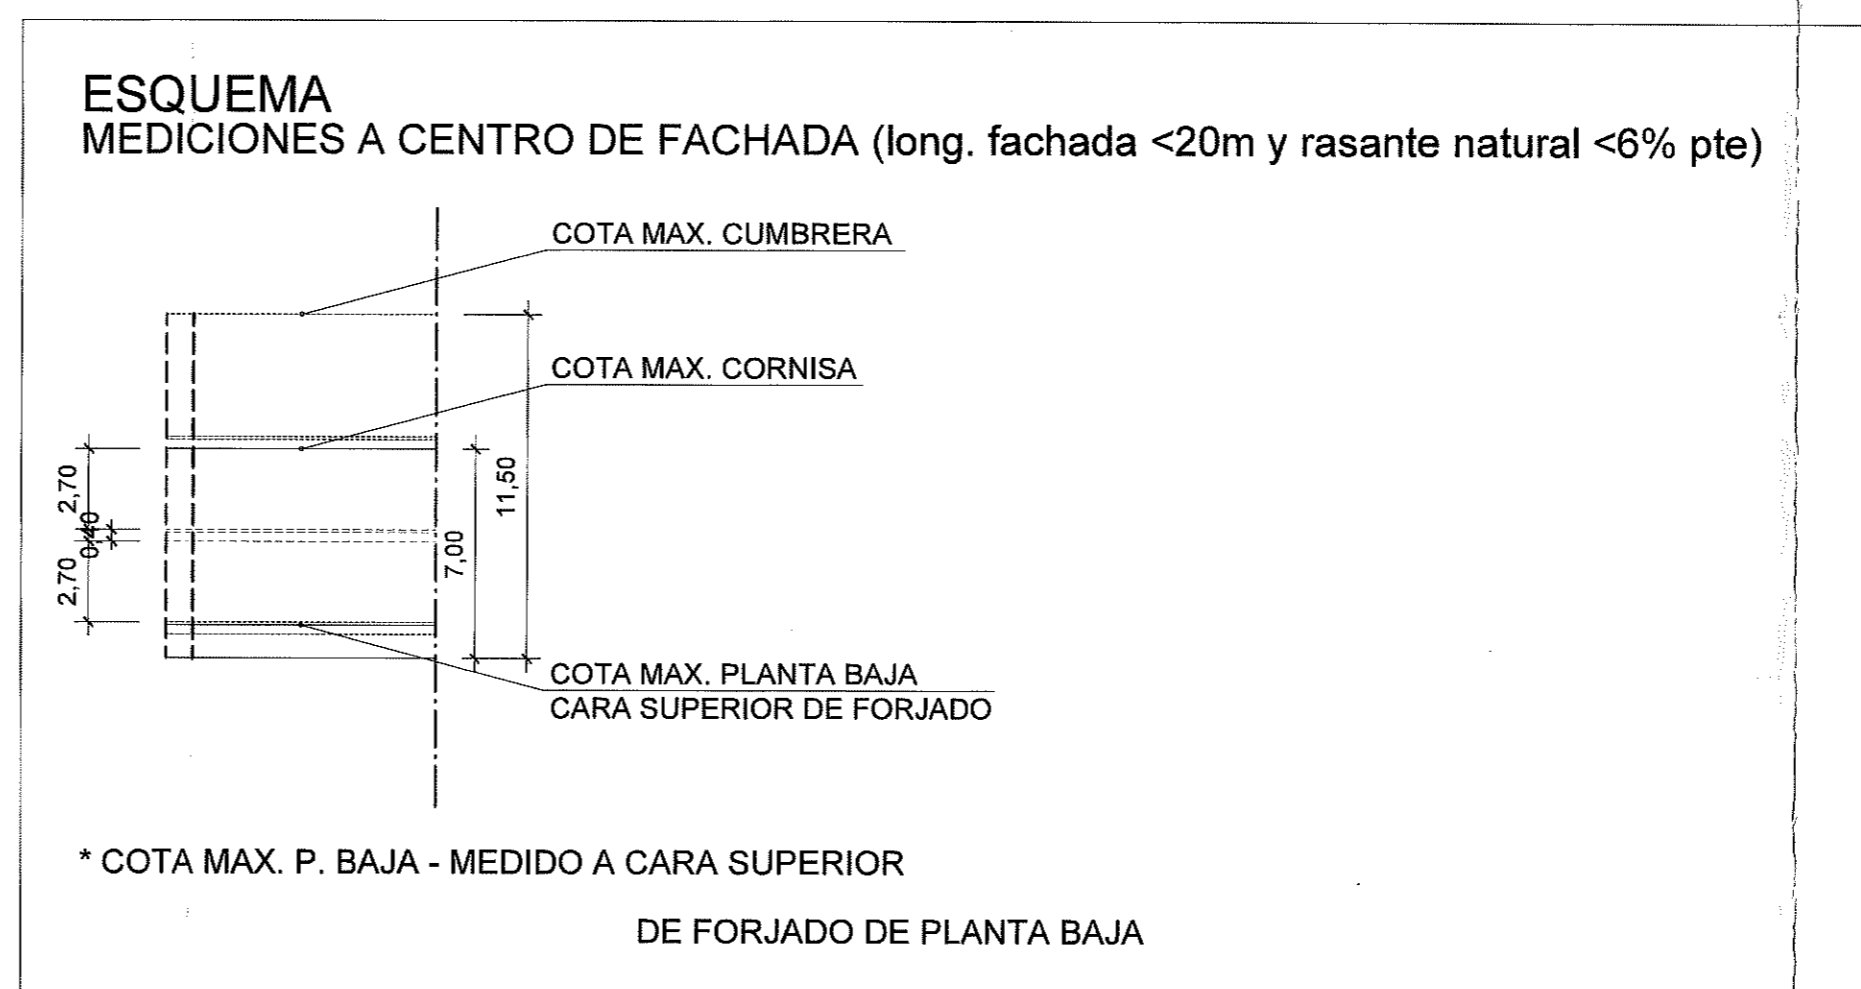 ESQUEMA
MEDICIONES A CENTRO DE FACHADA (long. fachada <20m y rasante natural <6% pte)
COTA MAX. CUMBRERA
COTA MAX. CORNISA
2,70
0,40
2,70
11,50
7,00
COTA MAX. PLANTA BAJA
CARA SUPERIOR DE FORJADO
* COTA MAX. P. BAJA - MEDIDO A CARA SUPERIOR
DE FORJADO DE PLANTA BAJA